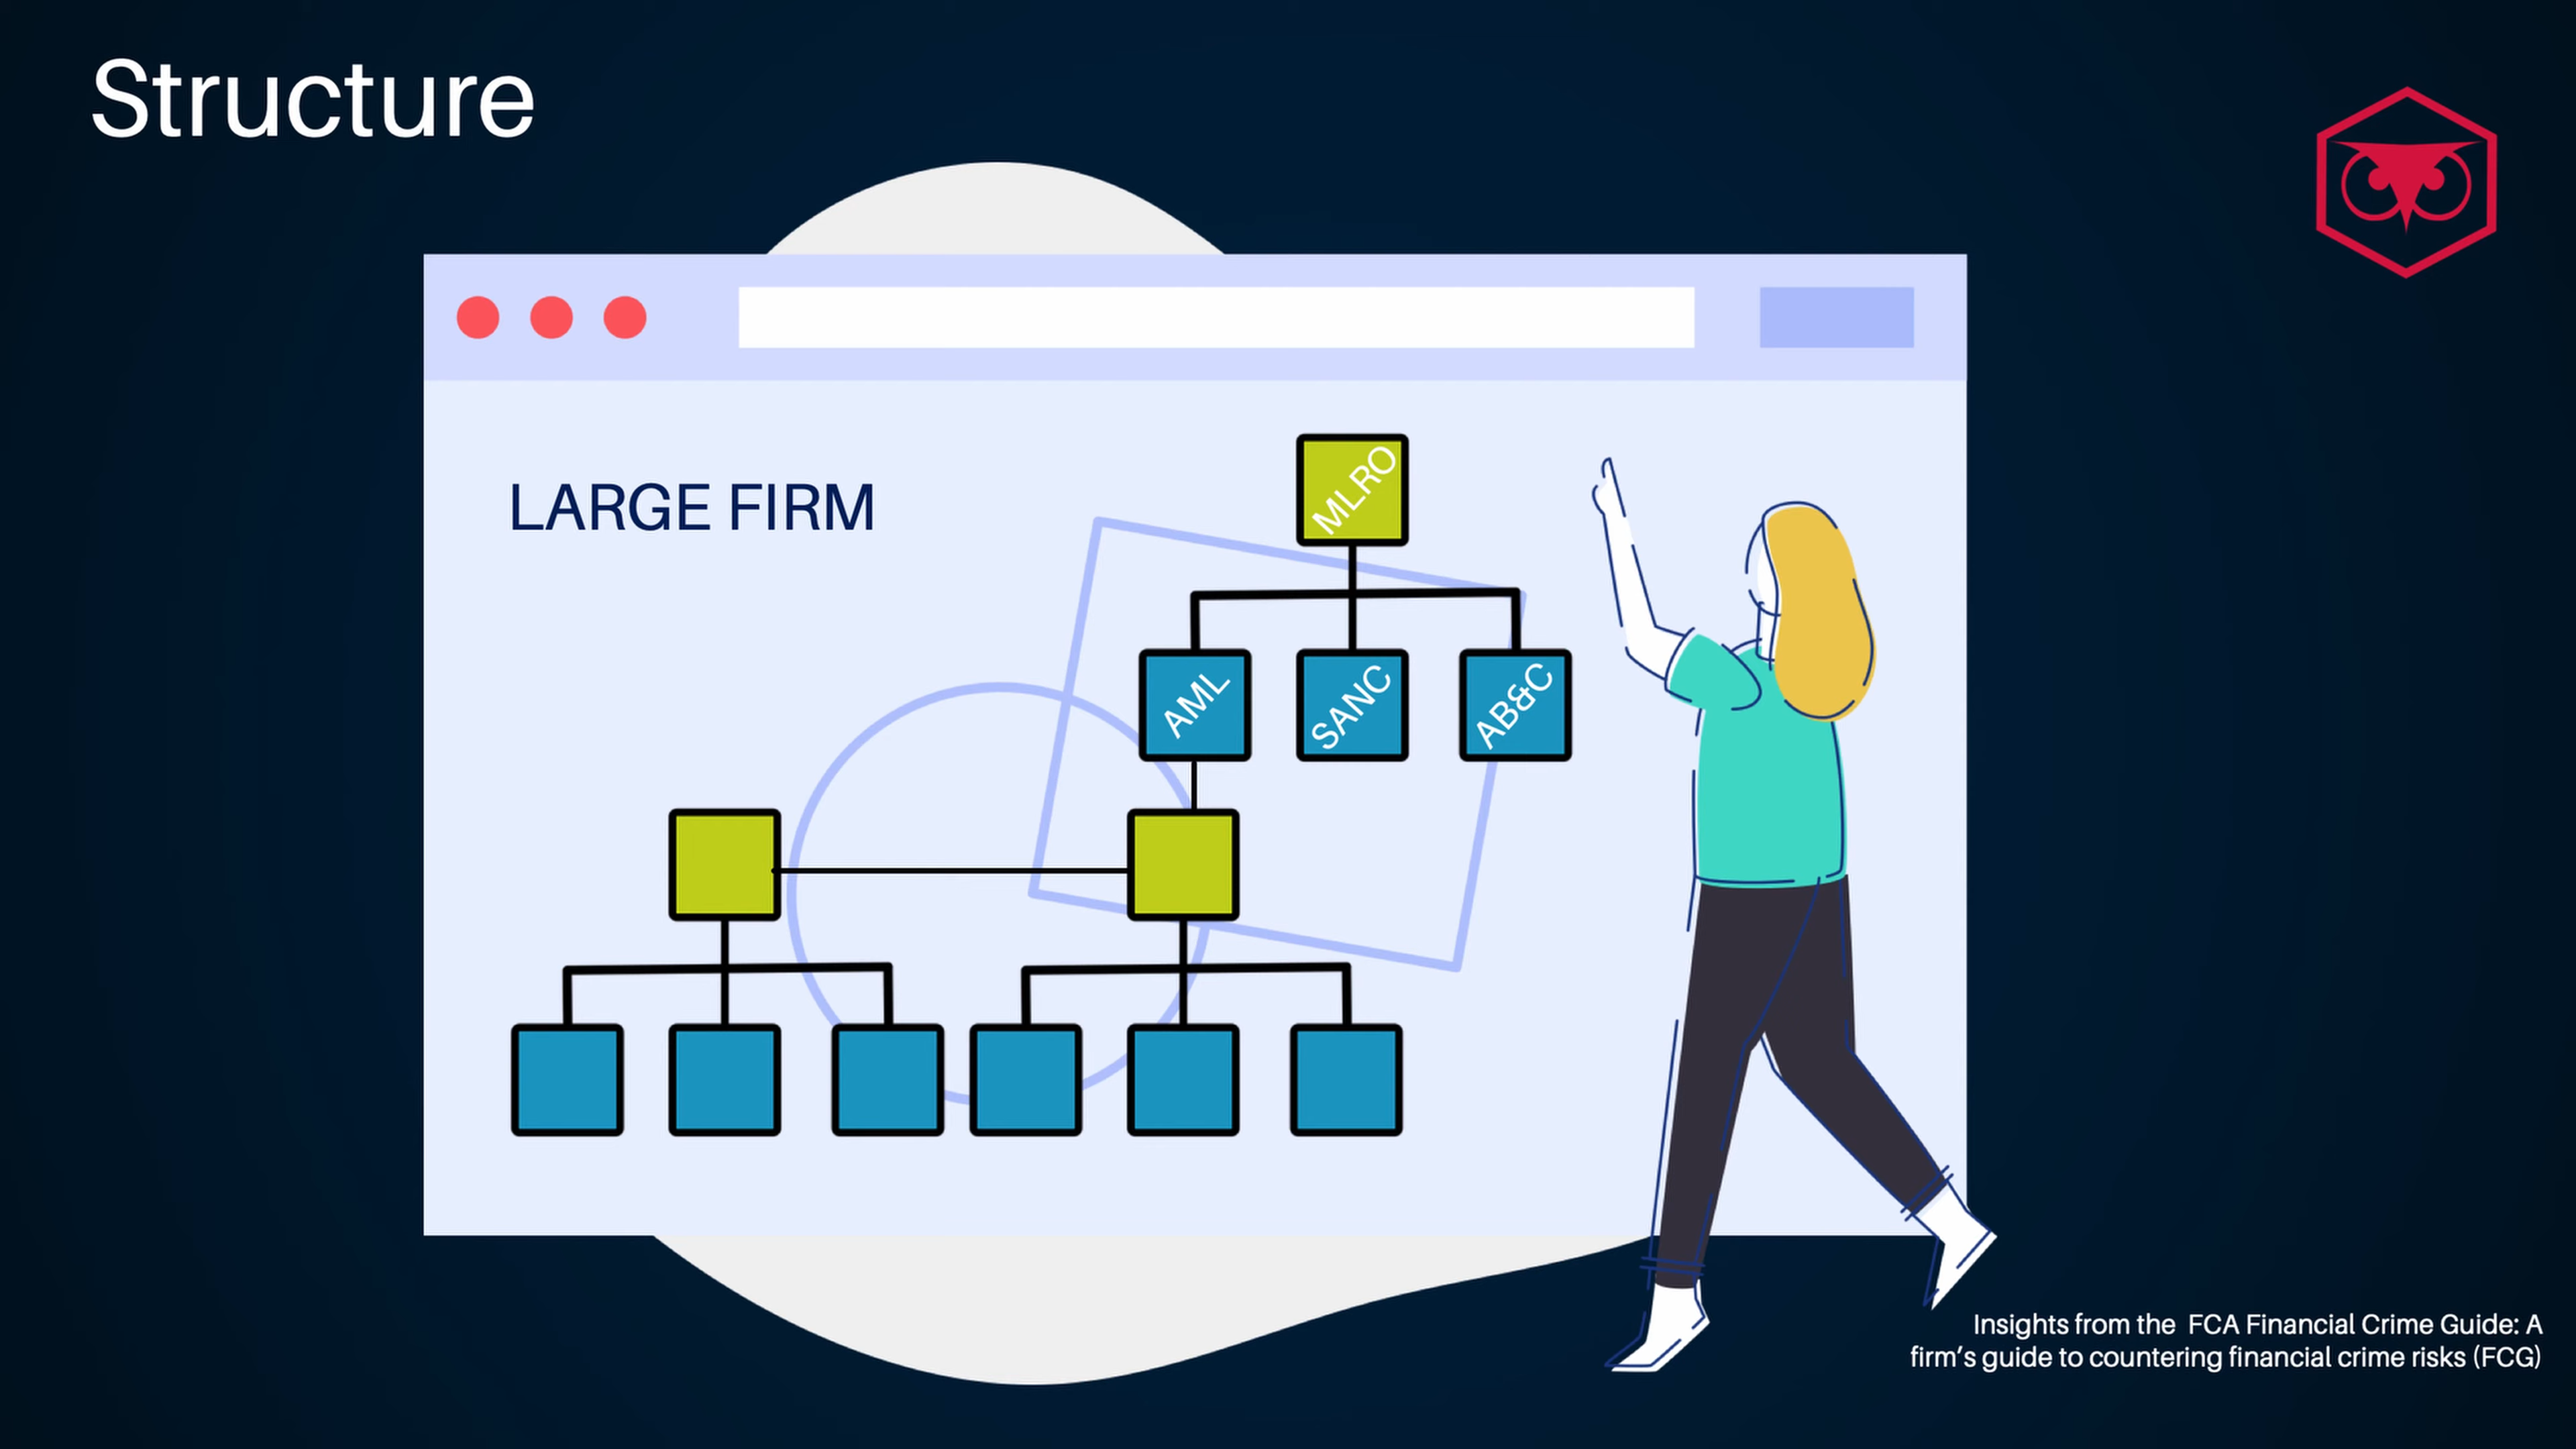 Structure
LARGE FIRM
MLRO
AML
SANC
AB&C
Insights from the FCA Financial Crime Guide: A
firm's guide to countering financial crime risks (FCG)